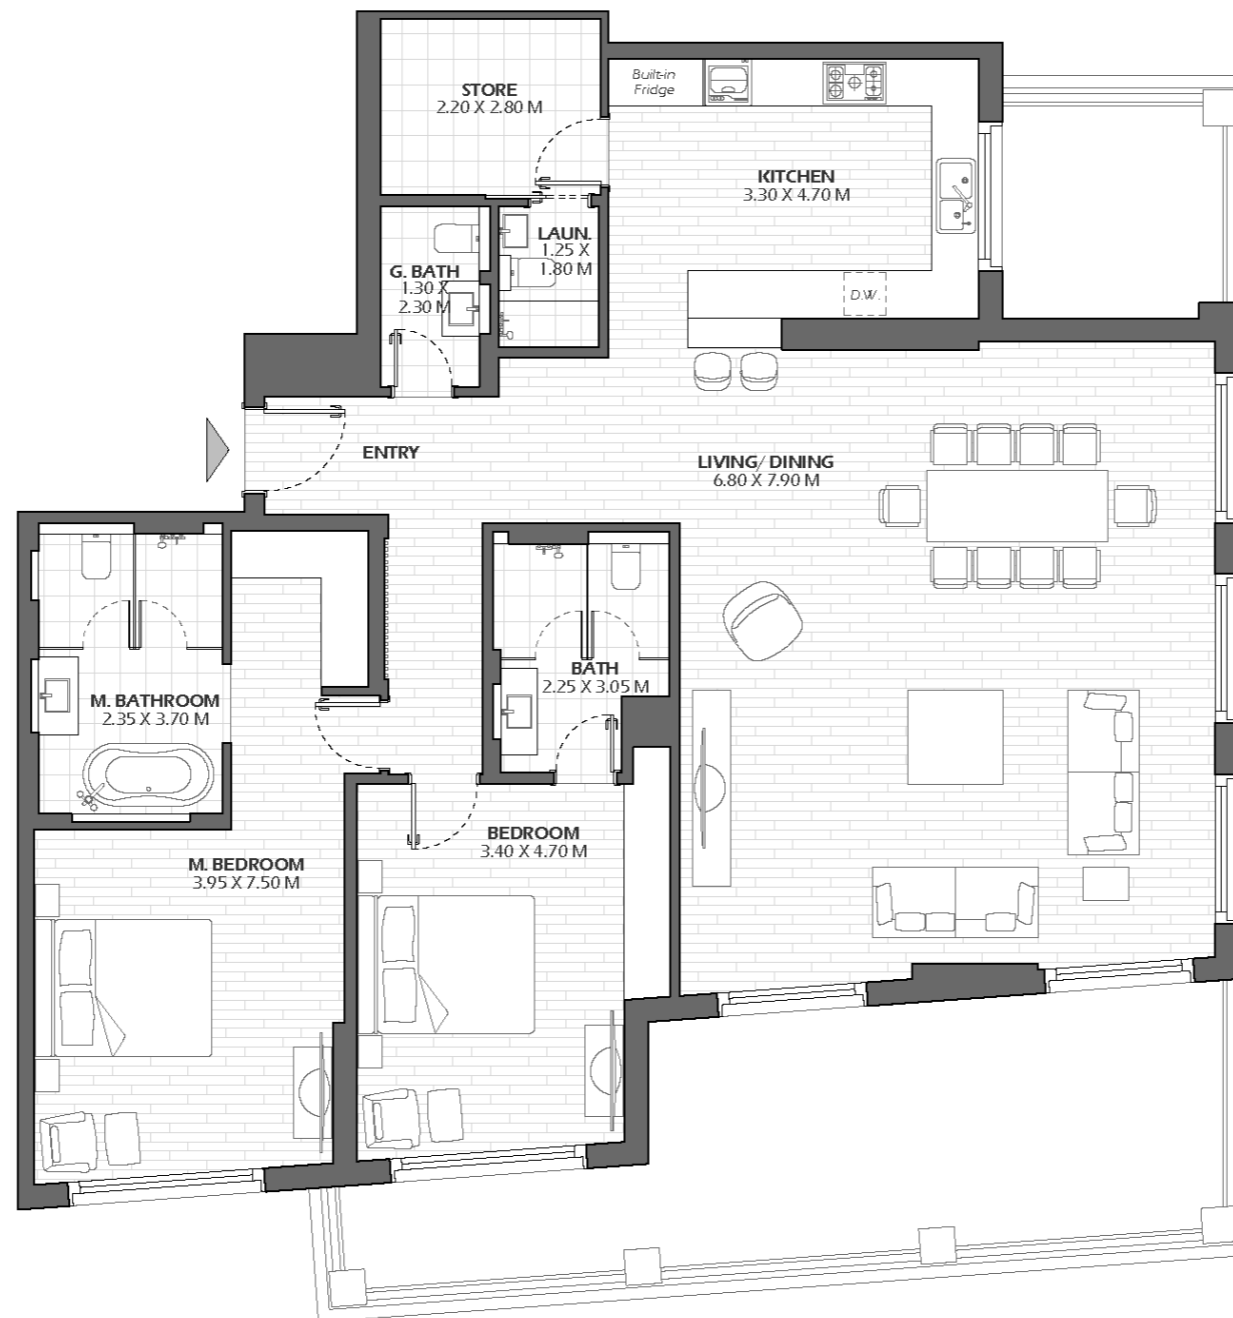 STORE
2.20 X 2.80 M
Built-in
Fridge
KITCHEN
3.30 X 4.70 M
LAUN.
1.25 X
1.80 M
G. BATH
1.30 X
2.30 M
D.W.
ENTRY
LIVING/ DINING
6.80 X 7.90 M
BATH
2.25 X 3.05 M
M. BATHROOM
2.35 X 3.70 M
BEDROOM
3.40 X 4.70 M
M. BEDROOM
3.95 X 7.50 M